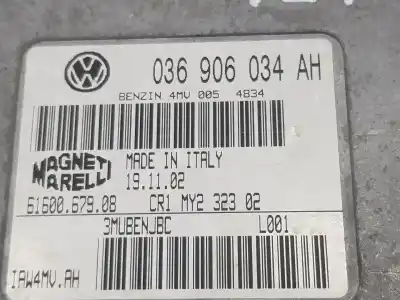 036 906 034 AH
BENZIN 4MV 005 4834
MAGNETI MARELLI
MADE IN ITALY
19.11.02
61600.679.08 CR1 MY2 323 02
3MUBENJBC L001
IAW4MV.AH